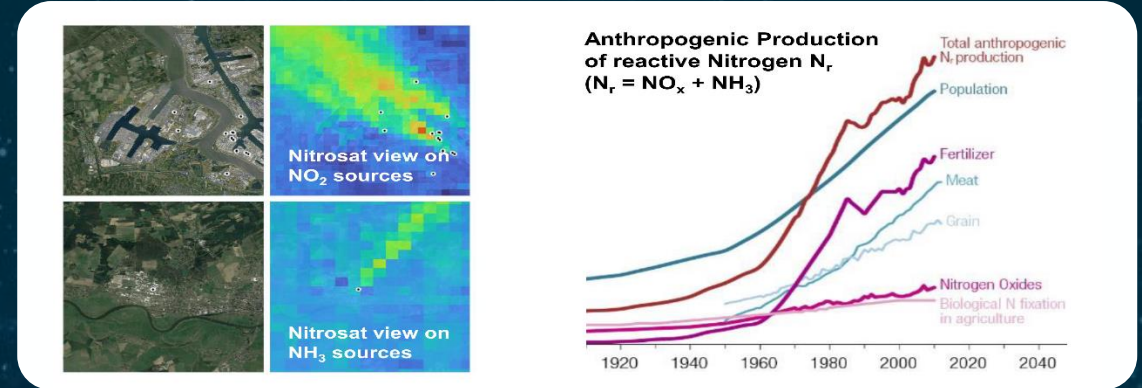 Nitrosat view on
NO₂ sources
Nitrosat view on
NH₃ sources
Anthropogenic Production
of reactive Nitrogen Nᵣ
(Nᵣ = NOₓ + NH₃)
Total anthropogenic
Nᵣ production
Population
Fertilizer
Meat
Grain
Nitrogen Oxides
Biological N fixation
in agriculture
1920 1940 1960 1980 2000 2020 2040